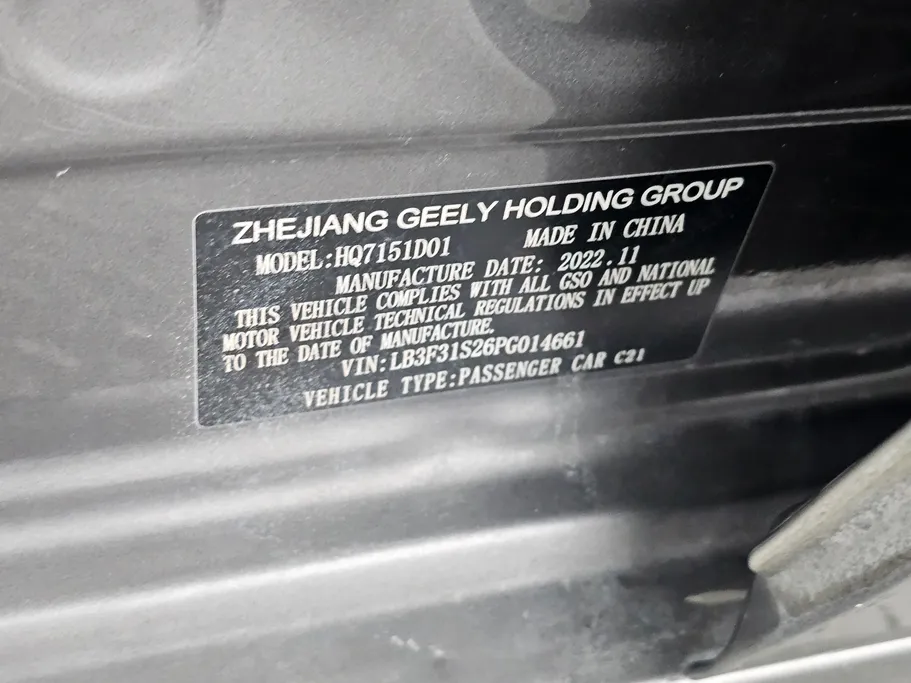 ZHEJIANG GEELY HOLDING GROUP
MODEL:HQ7151D01 MADE IN CHINA
MANUFACTURE DATE: 2022.11
THIS VEHICLE COMPLIES WITH ALL GSO AND NATIONAL
MOTOR VEHICLE TECHNICAL REGULATIONS IN EFFECT UP
TO THE DATE OF MANUFACTURE.
VIN:LB3F31S26PG014661
VEHICLE TYPE:PASSENGER CAR C21